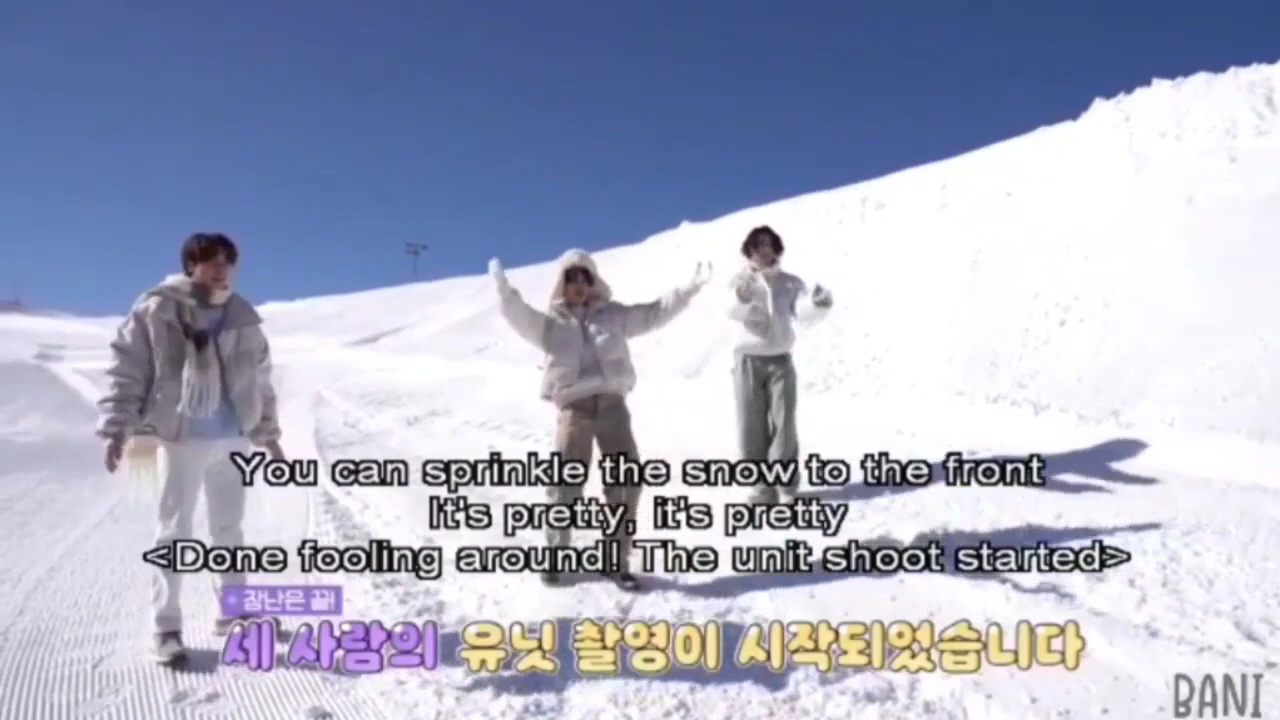 You can sprinkle the snow to the front
It's pretty, it's pretty
<Done fooling around! The unit shoot started>
장난은 끝!
세 사람의 유닛 촬영이 시작되었습니다
BANI